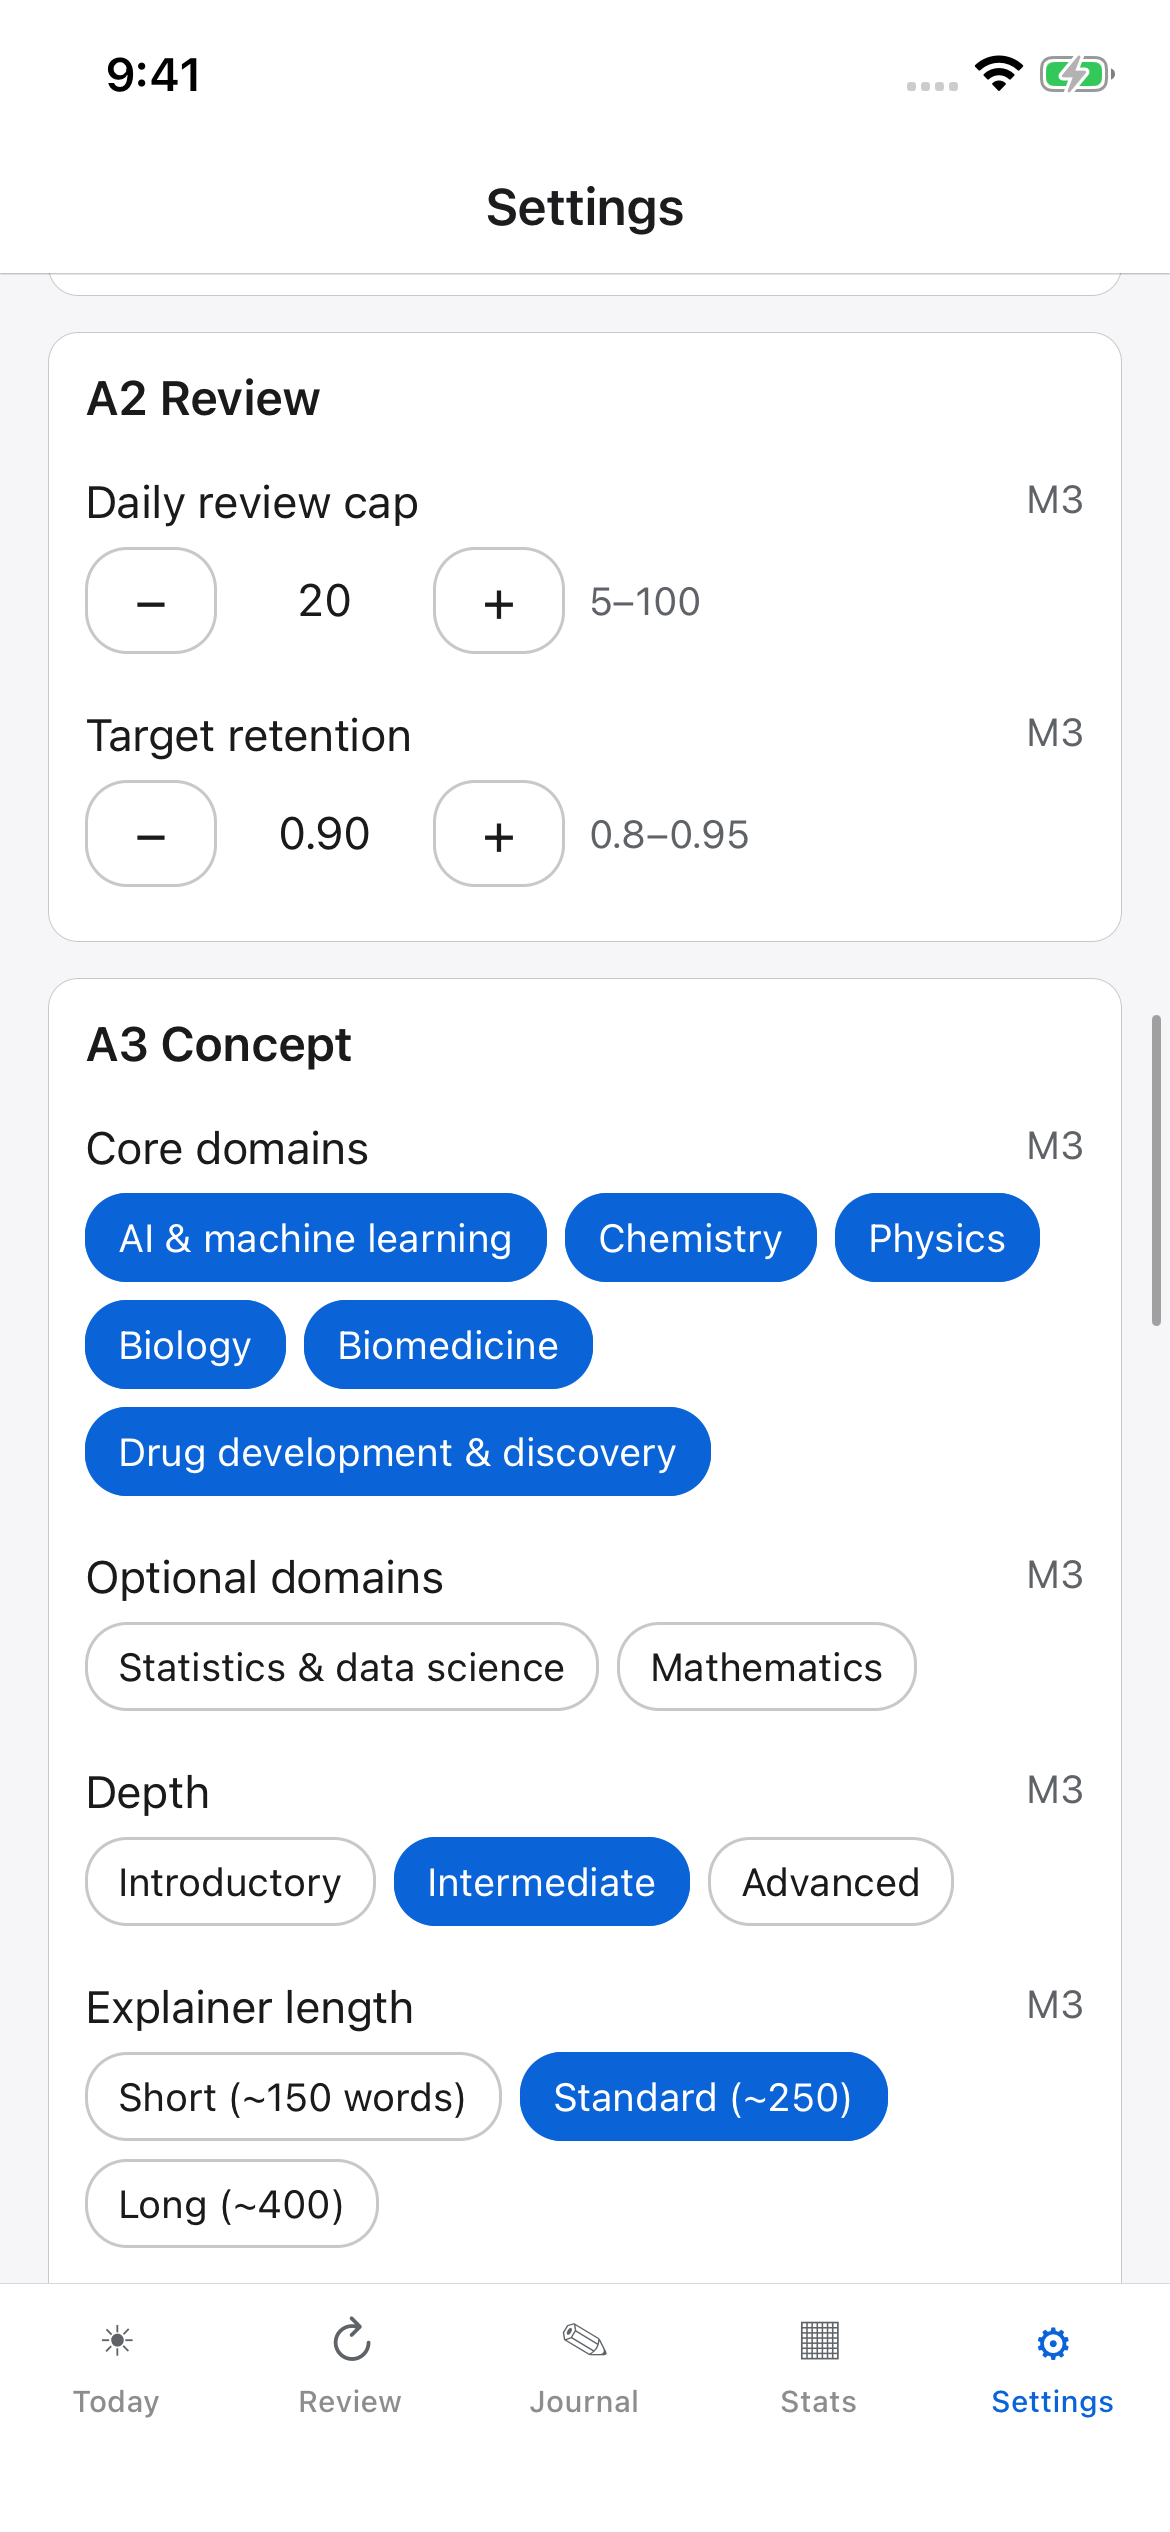 9:41
Settings
A2 Review
Daily review cap M3
− 20 + 5–100
Target retention M3
− 0.90 + 0.8–0.95
A3 Concept
Core domains M3
AI & machine learning Chemistry Physics
Biology Biomedicine
Drug development & discovery
Optional domains M3
Statistics & data science Mathematics
Depth M3
Introductory Intermediate Advanced
Explainer length M3
Short (~150 words) Standard (~250)
Long (~400)
Today Review Journal Stats Settings